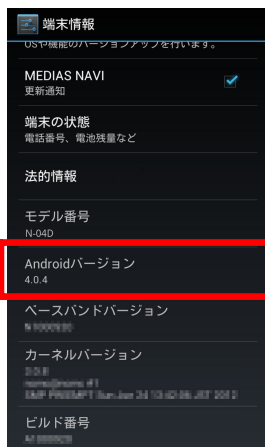 端末情報
OSや機能のバージョンアップを行います。
MEDIAS NAVI
更新通知
端末の状態
電話番号、電池残量など
法的情報
モデル番号
N-04D
Androidバージョン
4.0.4
ベースバンドバージョン
カーネルバージョン
ビルド番号